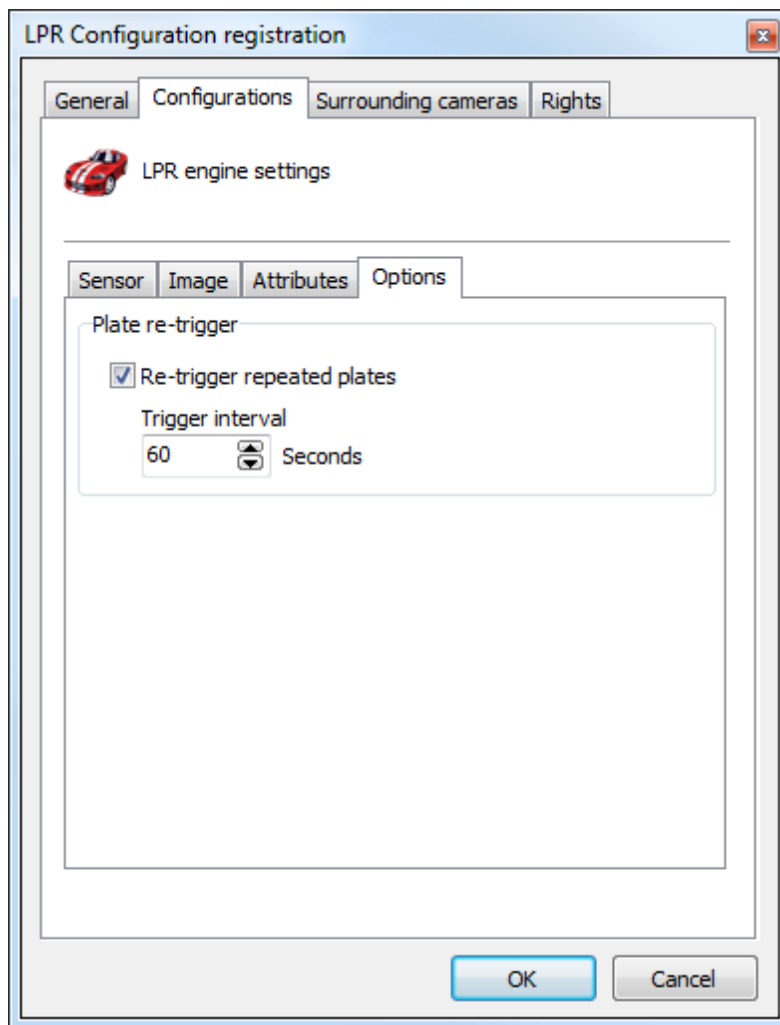 LPR Configuration registration
General Configurations Surrounding cameras Rights
LPR engine settings
Sensor Image Attributes Options
Plate re-trigger
Re-trigger repeated plates
Trigger interval
60 Seconds
OK Cancel